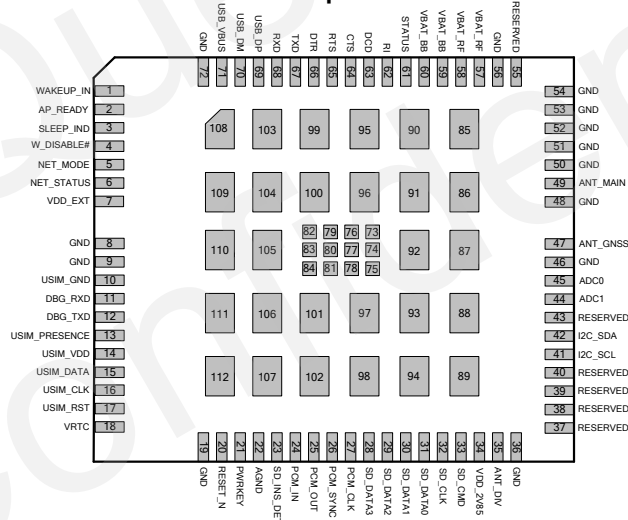 GND
USB_VBUS
USB_DM
USB_DP
RXD
TXD
DTR
RTS
CTS
DCD
RI
STATUS
VBAT_BB
VBAT_BB
VBAT_RF
VBAT_RF
GND
RESERVED
72 71 70 69 68 67 66 65 64 63 62 61 60 59 58 57 56 55
WAKEUP_IN 1
AP_READY 2
SLEEP_IND 3
W_DISABLE# 4
NET_MODE 5
NET_STATUS 6
VDD_EXT 7
GND 8
GND 9
USIM_GND 10
DBG_RXD 11
DBG_TXD 12
USIM_PRESENCE 13
USIM_VDD 14
USIM_DATA 15
USIM_CLK 16
USIM_RST 17
VRTC 18
108 103 99 95 90 85
109 104 100 96 91 86
110 105 82 79 76 73 92 87
83 80 77 74
84 81 78 75
111 106 101 97 93 88
112 107 102 98 94 89
54 GND
53 GND
52 GND
51 GND
50 GND
49 ANT_MAIN
48 GND
47 ANT_GNSS
46 GND
45 ADC0
44 ADC1
43 RESERVED
42 I2C_SDA
41 I2C_SCL
40 RESERVED
39 RESERVED
38 RESERVED
37 RESERVED
19 20 21 22 23 24 25 26 27 28 29 30 31 32 33 34 35 36
GND
RESET_N
PWRKEY
AGND
SD_INS_DET
PCM_IN
PCM_OUT
PCM_SYNC
PCM_CLK
SD_DATA3
SD_DATA2
SD_DATA1
SD_DATA0
SD_CLK
SD_CMD
VDD_2V85
ANT_DIV
GND